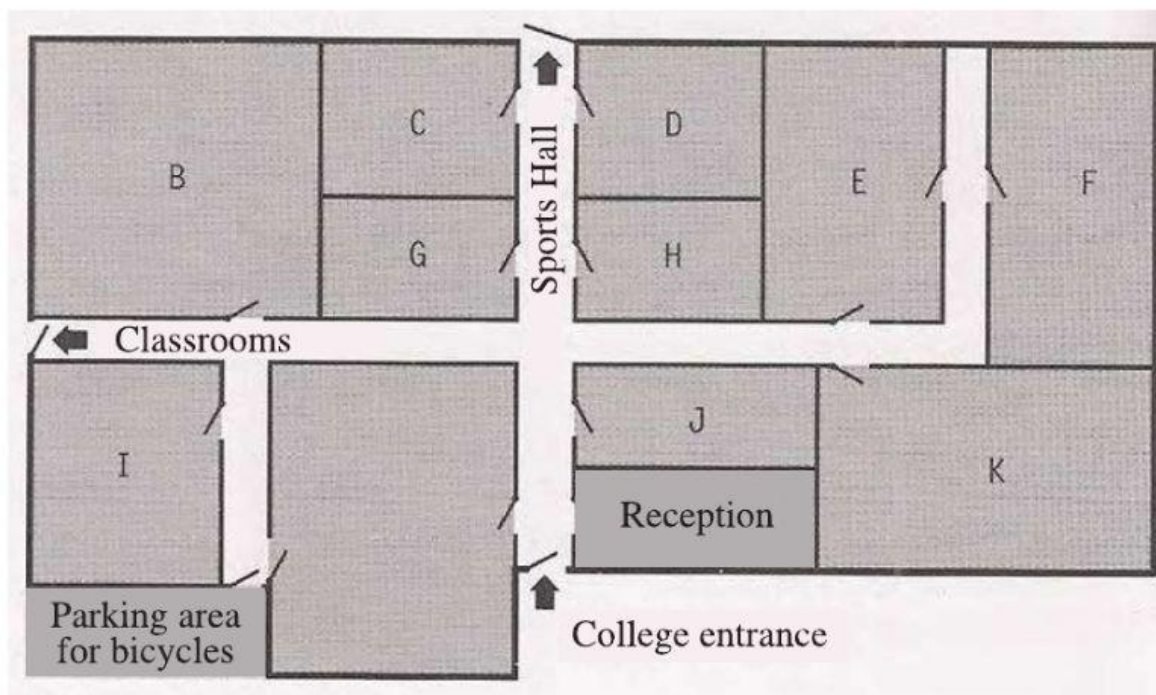 C
D
B
E
F
Sports Hall
G
H
Classrooms
I
J
K
Reception
Parking area
for bicycles
College entrance